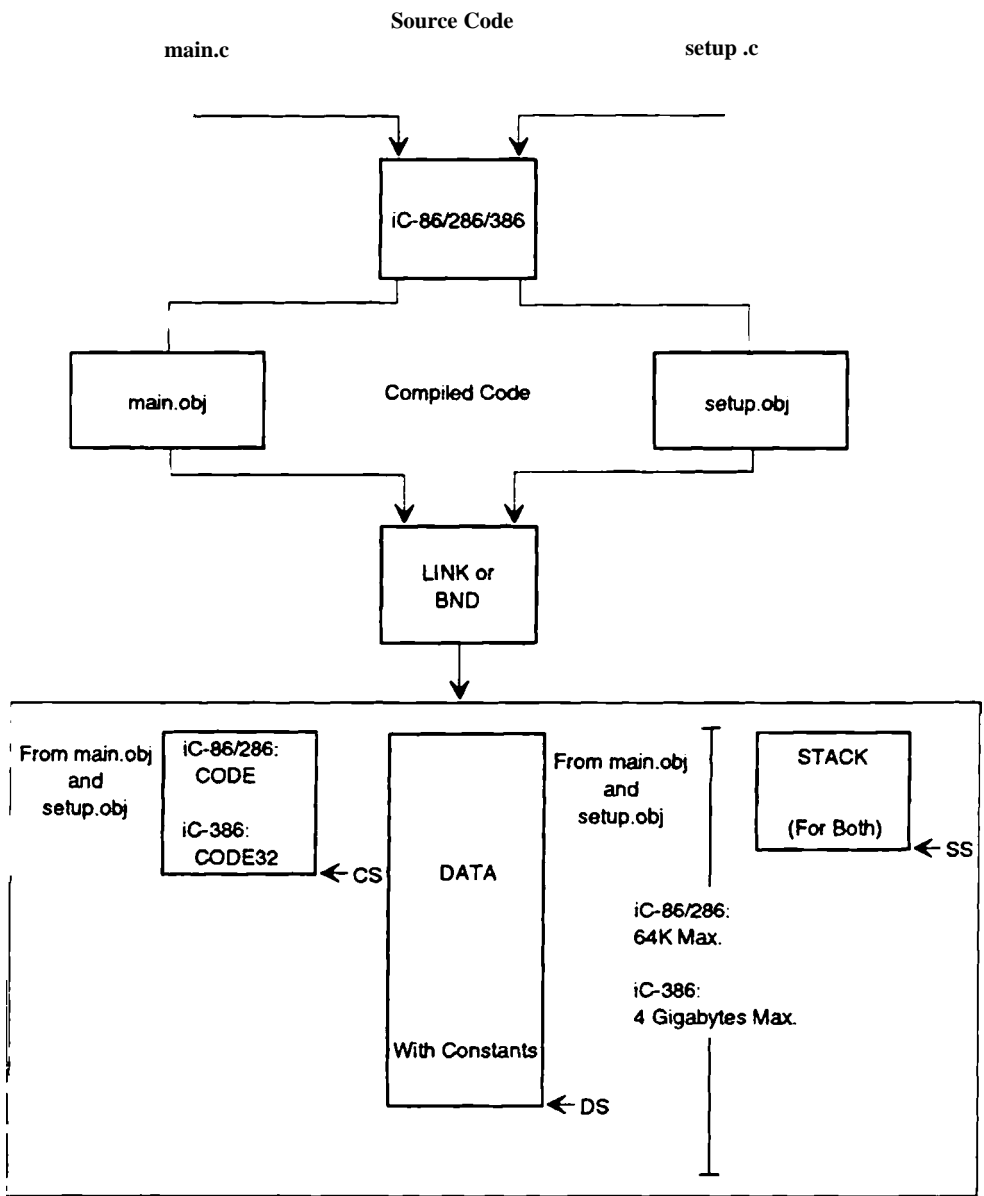 Source Code
main.c
setup .c
iC-86/286/386
main.obj
Compiled Code
setup.obj
LINK or
BND
From main.obj
and
setup.obj
iC-86/286:
CODE
iC-386:
CODE32
CS
DATA
With Constants
DS
From main.obj
and
setup.obj
iC-86/286:
64K Max.
iC-386:
4 Gigabytes Max.
STACK
(For Both)
SS